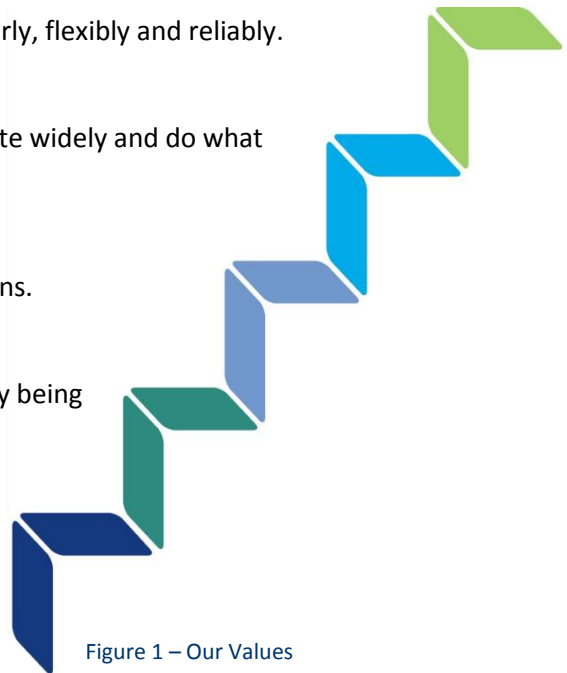 rly, flexibly and reliably.
te widely and do what
ns.
y being
Figure 1 – Our Values